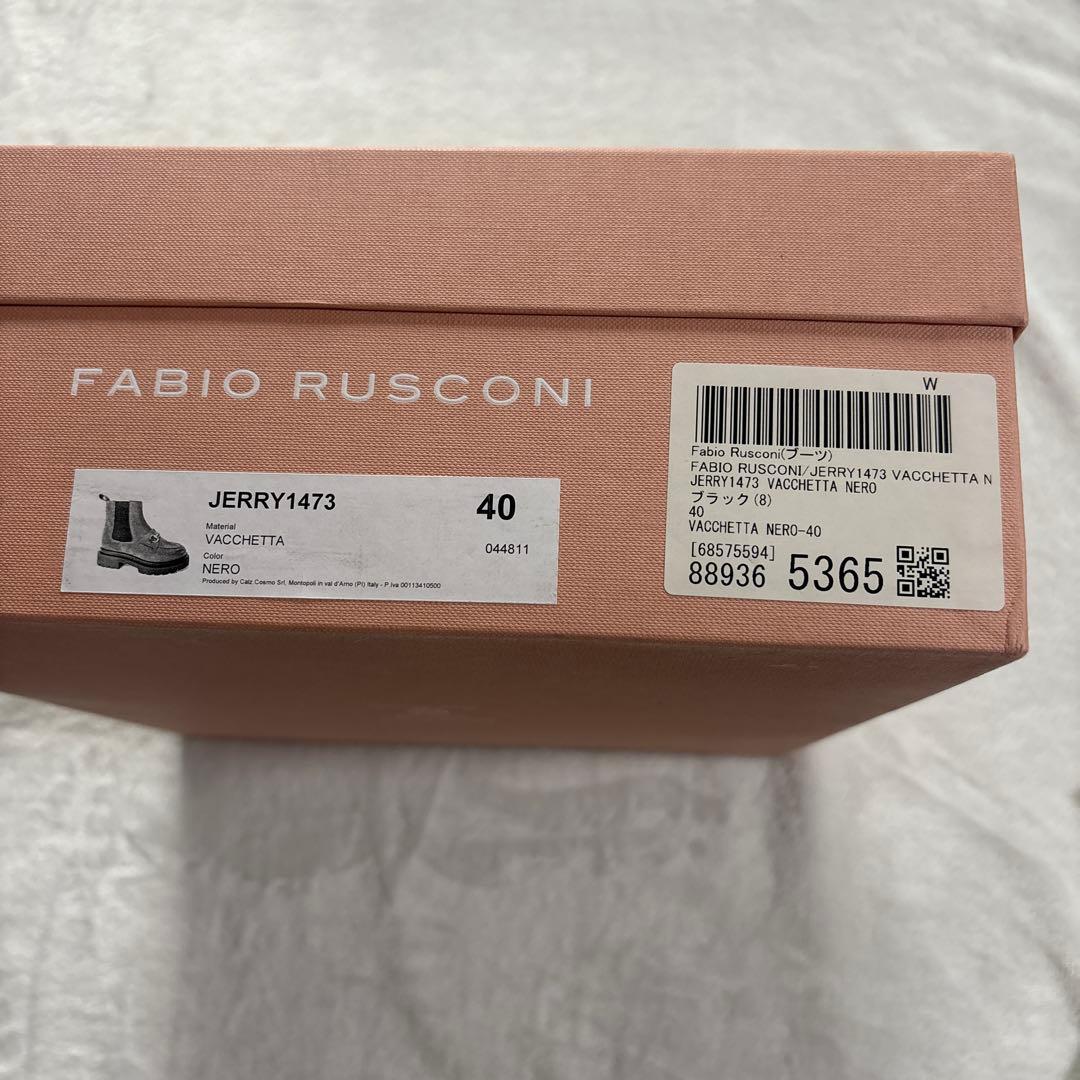 FABIO RUSCONI
JERRY1473
40
Material
VACCHETTA
044811
Color
NERO
Produced by Calz.Cosmo Srl, Montopoli in val d'Arno (PI) Italy - P.Iva 00113410500
W
Fabio Rusconi(ブーツ)
FABIO RUSCONI/JERRY1473 VACCHETTA N
JERRY1473 VACCHETTA NERO
ブラック(8)
40
VACCHETTA NERO-40
[68575594]
88936 5365